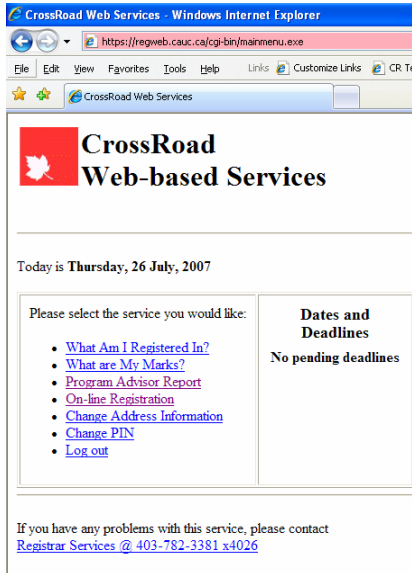 CrossRoad Web Services - Windows Internet Explorer
https://regweb.cauc.ca/cgi-bin/mainmenu.exe
File Edit View Favorites Tools Help Links Customize Links CR
CrossRoad Web Services
CrossRoad
Web-based Services
Today is Thursday, 26 July, 2007
Please select the service you would like:
What Am I Registered In?
What are My Marks?
Program Advisor Report
On-line Registration
Change Address Information
Change PIN
Log out
Dates and
Deadlines
No pending deadlines
If you have any problems with this service, please contact
Registrar Services @ 403-782-3381 x4026